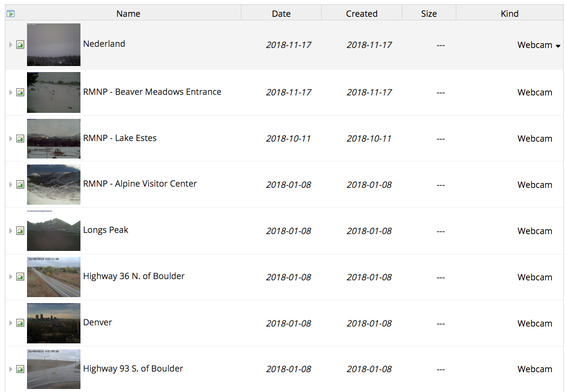 Name Date Created Size Kind
Nederland 2018-11-17 2018-11-17 --- Webcam
RMNP - Beaver Meadows Entrance 2018-11-17 2018-11-17 --- Webcam
RMNP - Lake Estes 2018-10-11 2018-10-11 --- Webcam
RMNP - Alpine Visitor Center 2018-01-08 2018-01-08 --- Webcam
Longs Peak 2018-01-08 2018-01-08 --- Webcam
Highway 36 N. of Boulder 2018-01-08 2018-01-08 --- Webcam
Denver 2018-01-08 2018-01-08 --- Webcam
Highway 93 S. of Boulder 2018-01-08 2018-01-08 --- Webcam